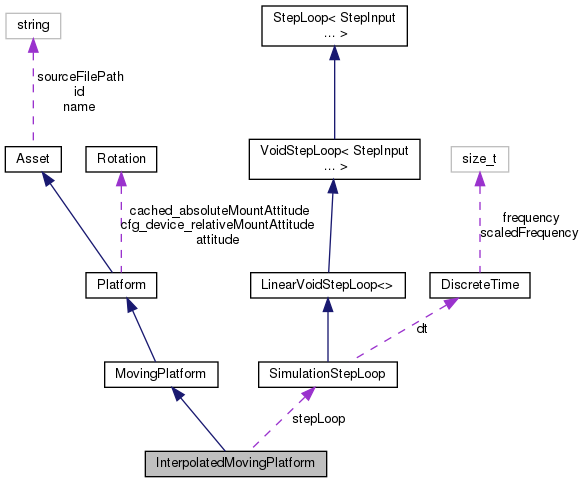 StepLoop< StepInput
... >
string
sourceFilePath
id
name
Asset
Rotation
VoidStepLoop< StepInput
... >
size_t
cached_absoluteMountAttitude
cfg_device_relativeMountAttitude
attitude
frequency
scaledFrequency
Platform
LinearVoidStepLoop<>
DiscreteTime
dt
MovingPlatform
SimulationStepLoop
stepLoop
InterpolatedMovingPlatform